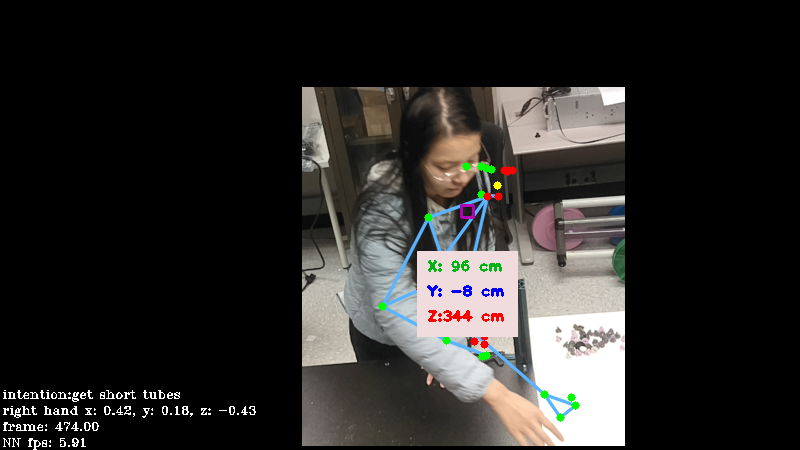 X: 96 cm
Y: -8 cm
Z:344 cm
intention:get short tubes
right hand x: 0.42, y: 0.18, z: -0.43
frame: 474.00
NN fps: 5.91